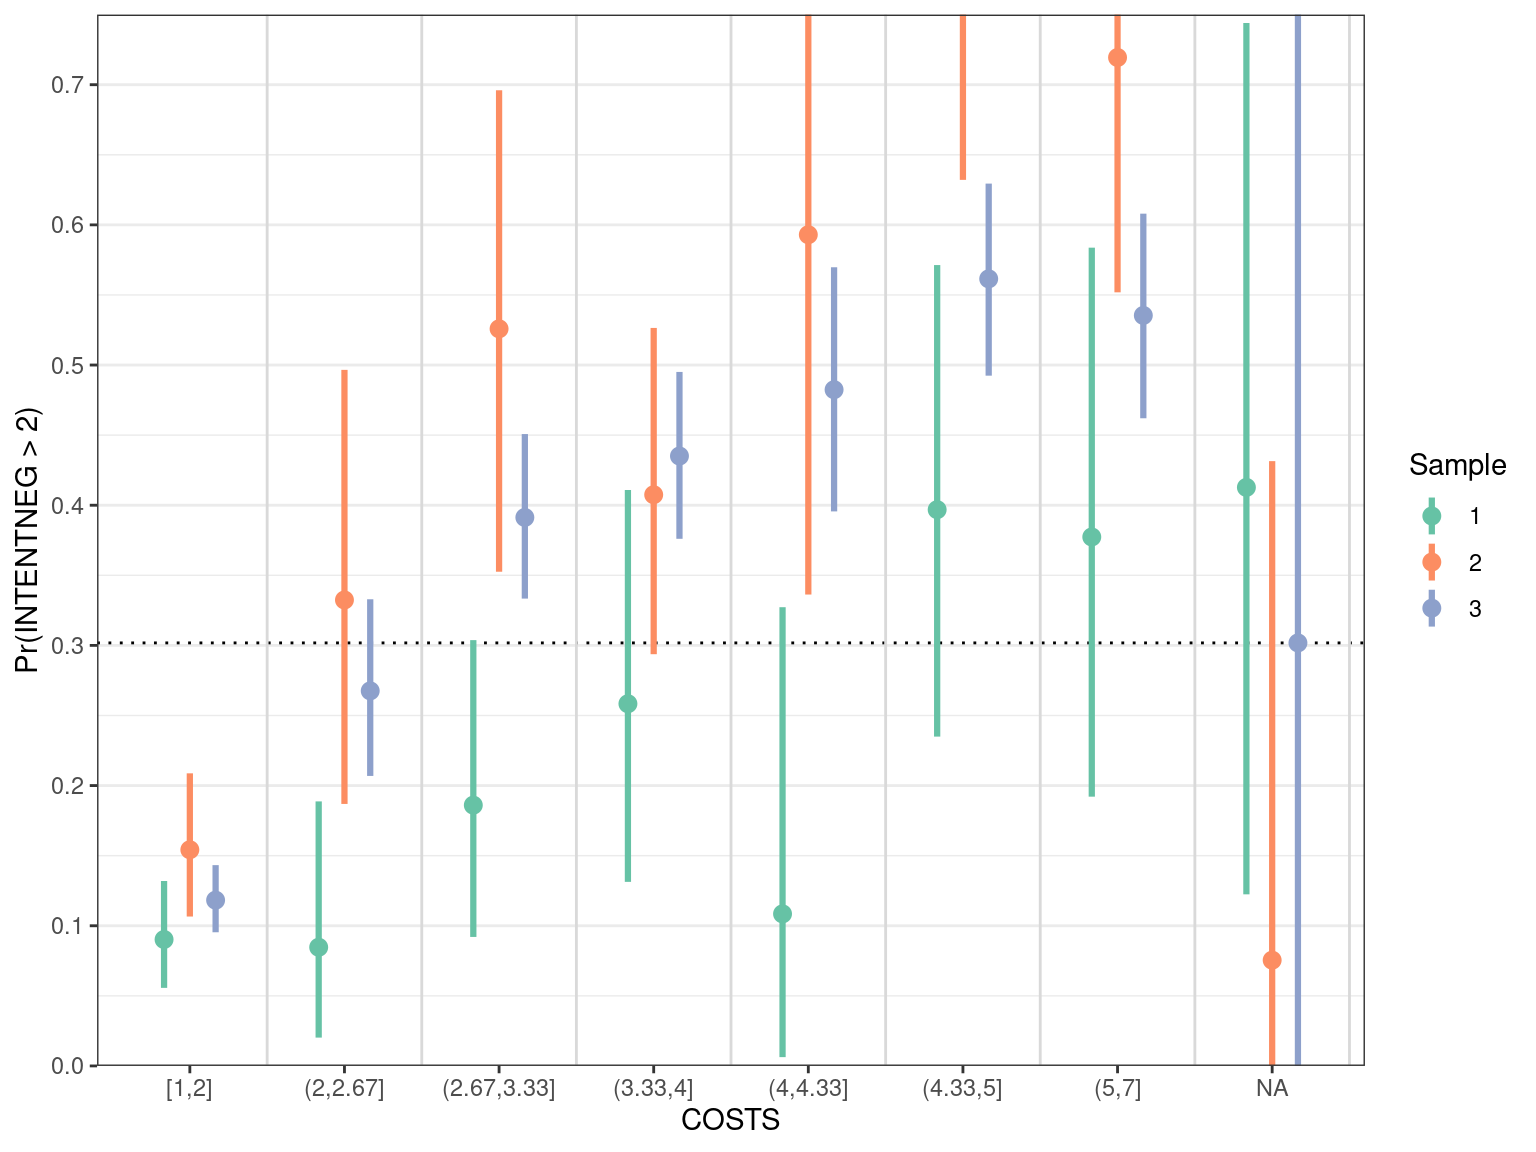 0.7
0.6
0.5
0.4
0.3
0.2
0.1
0.0
Pr(INTENTNEG > 2)
[1,2] (2,2.67] (2.67,3.33] (3.33,4] (4,4.33] (4.33,5] (5,7] NA
COSTS
Sample
1
2
3